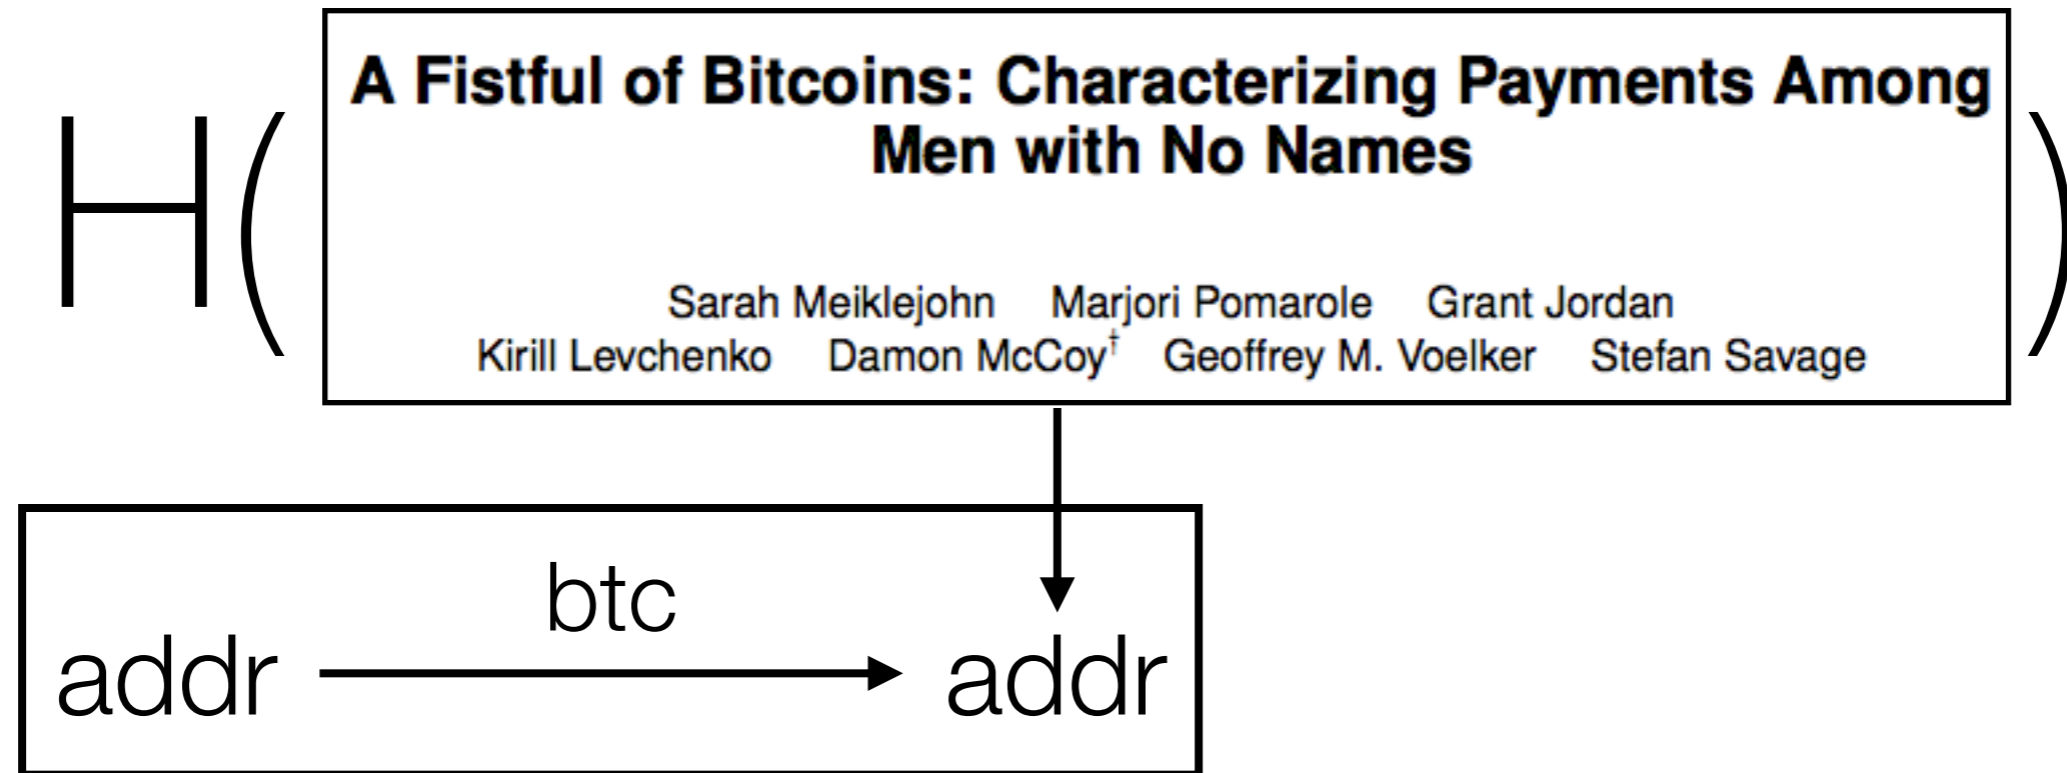 H(
A Fistful of Bitcoins: Characterizing Payments Among
Men with No Names
Sarah Meiklejohn Marjori Pomarole Grant Jordan
Kirill Levchenko Damon McCoy† Geoffrey M. Voelker Stefan Savage
)
btc
addr addr